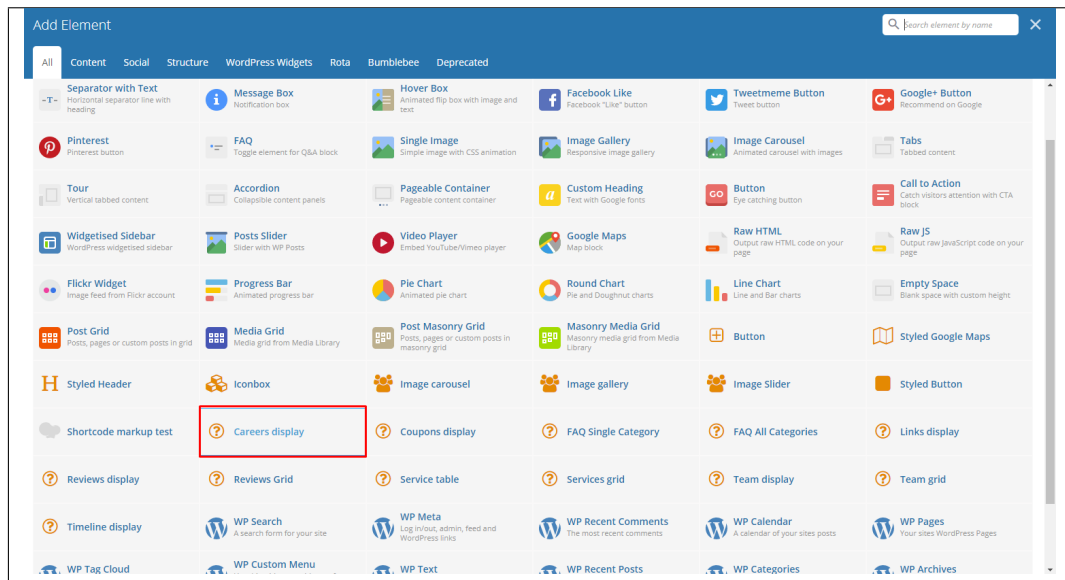 Add Element
Search element by name
All Content Social Structure WordPress Widgets Rota Bumblebee Deprecated
Separator with Text
Horizontal separator line with
heading
Message Box
Notification box
Hover Box
Animated flip box with image and
text
Facebook Like
Facebook "Like" button
Tweetmeme Button
Tweet button
Google+ Button
Recommend on Google
Pinterest
Pinterest button
FAQ
Toggle element for Q&A block
Single Image
Simple image with CSS animation
Image Gallery
Responsive image gallery
Image Carousel
Animated carousel with images
Tabs
Tabbed content
Tour
Vertical tabbed content
Accordion
Collapsible content panels
Pageable Container
Pageable content container
Custom Heading
Text with Google fonts
GO
Button
Eye catching button
Call to Action
Catch visitors attention with CTA
block
Widgetised Sidebar
WordPress widgetised sidebar
Posts Slider
Slider with WP Posts
Video Player
Embed YouTube/Vimeo player
Google Maps
Map block
Raw HTML
Output raw HTML code on your
page
Raw JS
Output raw JavaScript code on your
page
Flickr Widget
Image feed from Flickr account
Progress Bar
Animated progress bar
Pie Chart
Animated pie chart
Round Chart
Pie and Doughnut charts
Line Chart
Line and Bar charts
Empty Space
Blank space with custom height
Post Grid
Posts, pages or custom posts in grid
Media Grid
Media grid from Media Library
Post Masonry Grid
Posts, pages or custom posts in
masonry grid
Masonry Media Grid
Masonry media grid from Media
Library
Button
Styled Google Maps
H Styled Header
Iconbox
Image carousel
Image gallery
Image Slider
Styled Button
Shortcode markup test
? Careers display
? Coupons display
? FAQ Single Category
? FAQ All Categories
? Links display
? Reviews display
? Reviews Grid
? Service table
? Services grid
? Team display
? Team grid
? Timeline display
WP Search
A search form for your site
WP Meta
Log in/out, admin, feed and
WordPress links
WP Recent Comments
The most recent comments
WP Calendar
A calendar of your sites posts
WP Pages
Your sites WordPress Pages
WP Tag Cloud
WP Custom Menu
WP Text
WP Recent Posts
WP Categories
WP Archives